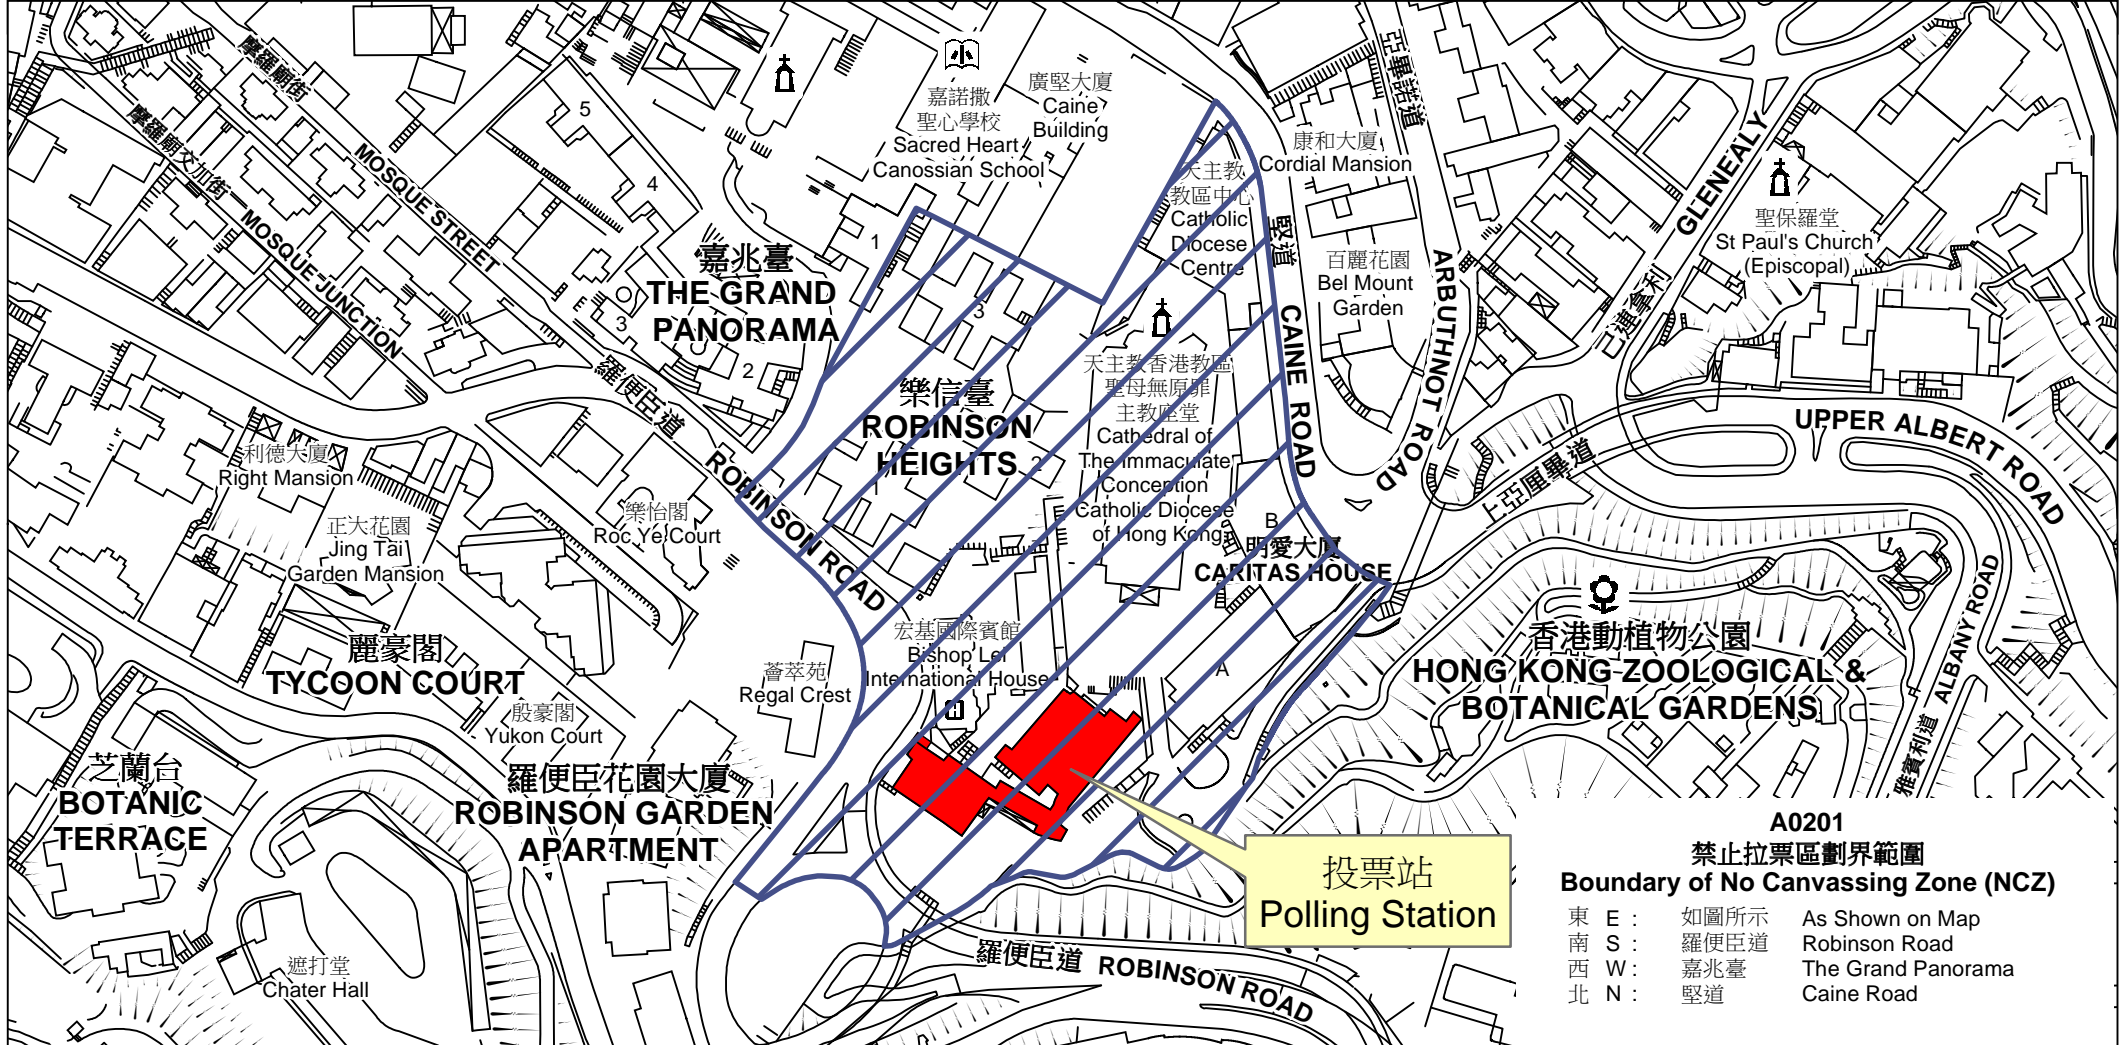 摩羅廟街
摩羅廟交加街
MOSQUE STREET
MOSQUE JUNCTION
5
4
3
2
1
嘉諾撒
聖心學校
Sacred Heart
Canossian School
廣堅大廈
Caine
Building
天主教
教區中心
Catholic
Diocese
Centre
康和大廈
Cordial Mansion
亞畢諾道
ARBUTHNOT ROAD
堅道
CAINE ROAD
百麗花園
Bel Mount
Garden
GLENEALY
己連拿利
聖保羅堂
St Paul's Church
(Episcopal)
嘉兆臺
THE GRAND
PANORAMA
樂信臺
ROBINSON
HEIGHTS
3
2
1
天主教香港教區
聖母無原罪
主教座堂
Cathedral of
The Immaculate
Conception
Catholic Diocese
of Hong Kong
羅便臣道
ROBINSON ROAD
利德大廈
Right Mansion
正大花園
Jing Tai
Garden Mansion
樂怡閣
Roc Ye Court
B
明愛大廈
CARITAS HOUSE
A
上亞厘畢道
UPPER ALBERT ROAD
ALBANY ROAD
雅賓利道
香港動植物公園
HONG KONG ZOOLOGICAL &
BOTANICAL GARDENS
麗豪閣
TYCOON COURT
殷豪閣
Yukon Court
薈萃苑
Regal Crest
宏基國際賓館
Bishop Lei
International House
H
芝蘭台
BOTANIC
TERRACE
羅便臣花園大廈
ROBINSON GARDEN
APARTMENT
遮打堂
Chater Hall
羅便臣道 ROBINSON ROAD
投票站
Polling Station
A0201
禁止拉票區劃界範圍
Boundary of No Canvassing Zone (NCZ)
東 E : 如圖所示 As Shown on Map
南 S : 羅便臣道 Robinson Road
西 W : 嘉兆臺 The Grand Panorama
北 N : 堅道 Caine Road